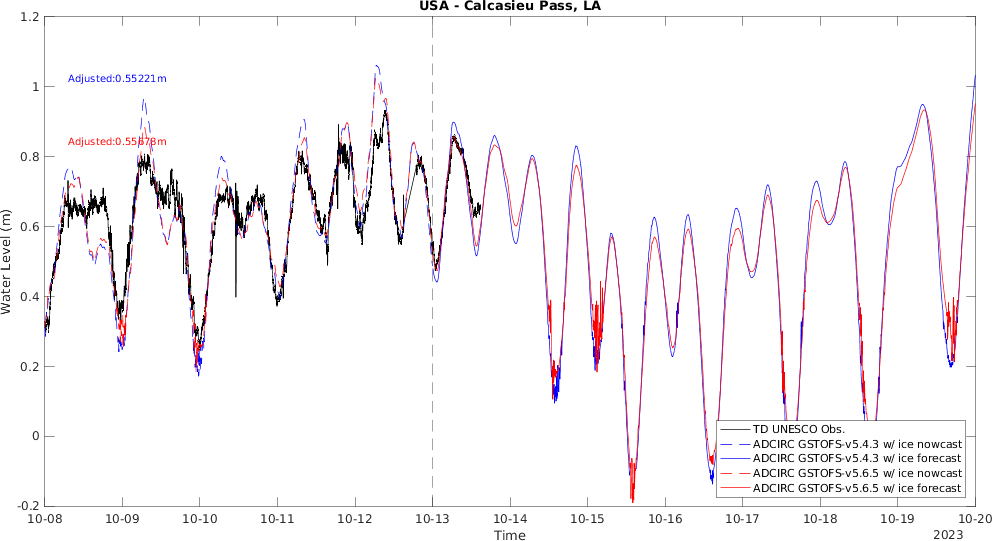 USA - Calcasieu Pass, LA
1.2
1
0.8
0.6
0.4
0.2
0
-0.2
Water Level (m)
Adjusted:0.55221m
Adjusted:0.55878m
TD UNESCO Obs.
ADCIRC GSTOFS-v5.4.3 w/ ice nowcast
ADCIRC GSTOFS-v5.4.3 w/ ice forecast
ADCIRC GSTOFS-v5.6.5 w/ ice nowcast
ADCIRC GSTOFS-v5.6.5 w/ ice forecast
10-08 10-09 10-10 10-11 10-12 10-13 10-14 10-15 10-16 10-17 10-18 10-19 10-20
Time
2023